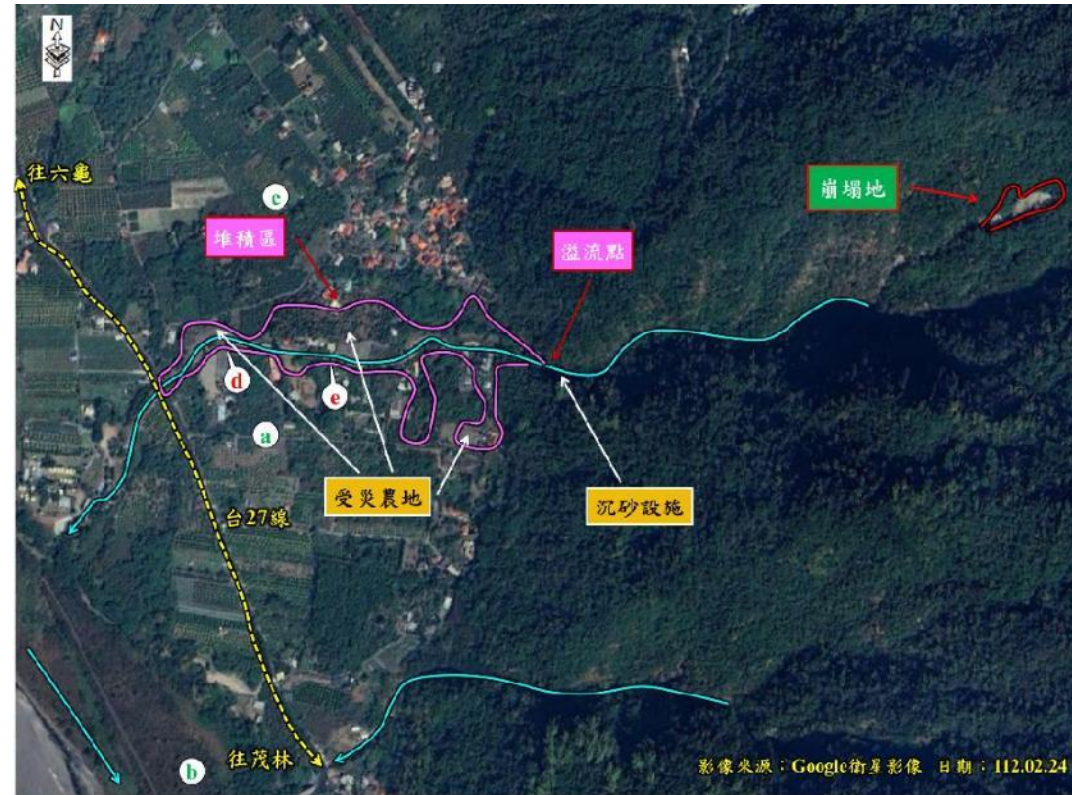 N
往六龜
崩塌地
c
堆積區
溢流點
d
e
a
受災農地
沉砂設施
台27線
往茂林
b
影像來源：Google衛星影像 日期：112.02.24